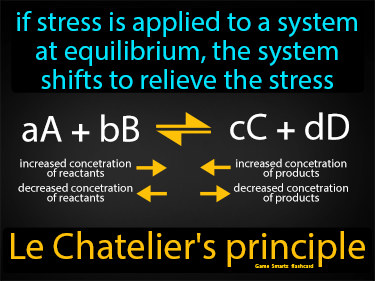 if stress is applied to a system
at equilibrium, the system
shifts to relieve the stress
aA + bB ⇌ cC + dD
increased concetration
of reactants
increased concetration
of products
decreased concetration
of reactants
decreased concetration
of products
Le Chatelier's principle
Game Smartz flashcard